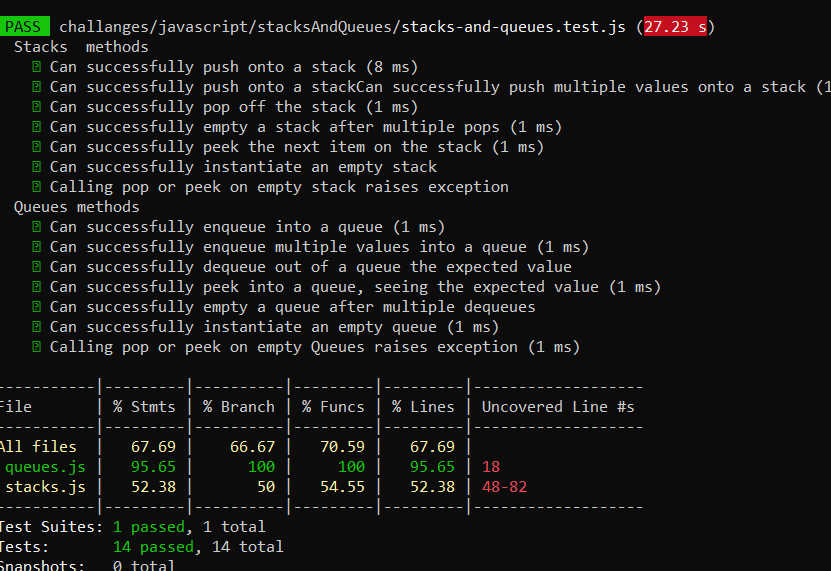 PASS challanges/javascript/stacksAndQueues/stacks-and-queues.test.js (27.23 s)
Stacks  methods
Can successfully push onto a stack (8 ms)
Can successfully push onto a stackCan successfully push multiple values onto a stack (1
Can successfully pop off the stack (1 ms)
Can successfully empty a stack after multiple pops (1 ms)
Can successfully peek the next item on the stack (1 ms)
Can successfully instantiate an empty stack
Calling pop or peek on empty stack raises exception
Queues methods
Can successfully enqueue into a queue (1 ms)
Can successfully enqueue multiple values into a queue (1 ms)
Can successfully dequeue out of a queue the expected value
Can successfully peek into a queue, seeing the expected value (1 ms)
Can successfully empty a queue after multiple dequeues
Can successfully instantiate an empty queue (1 ms)
Calling pop or peek on empty Queues raises exception (1 ms)
-----------|---------|----------|---------|---------|-------------------
File       | % Stmts | % Branch | % Funcs | % Lines | Uncovered Line #s
-----------|---------|----------|---------|---------|-------------------
All files  |   67.69 |    66.67 |   70.59 |   67.69 |
queues.js |   95.65 |      100 |     100 |   95.65 | 18
stacks.js |   52.38 |       50 |   54.55 |   52.38 | 48-82
-----------|---------|----------|---------|---------|-------------------
Test Suites: 1 passed, 1 total
Tests:       14 passed, 14 total
Snapshots:   0 total